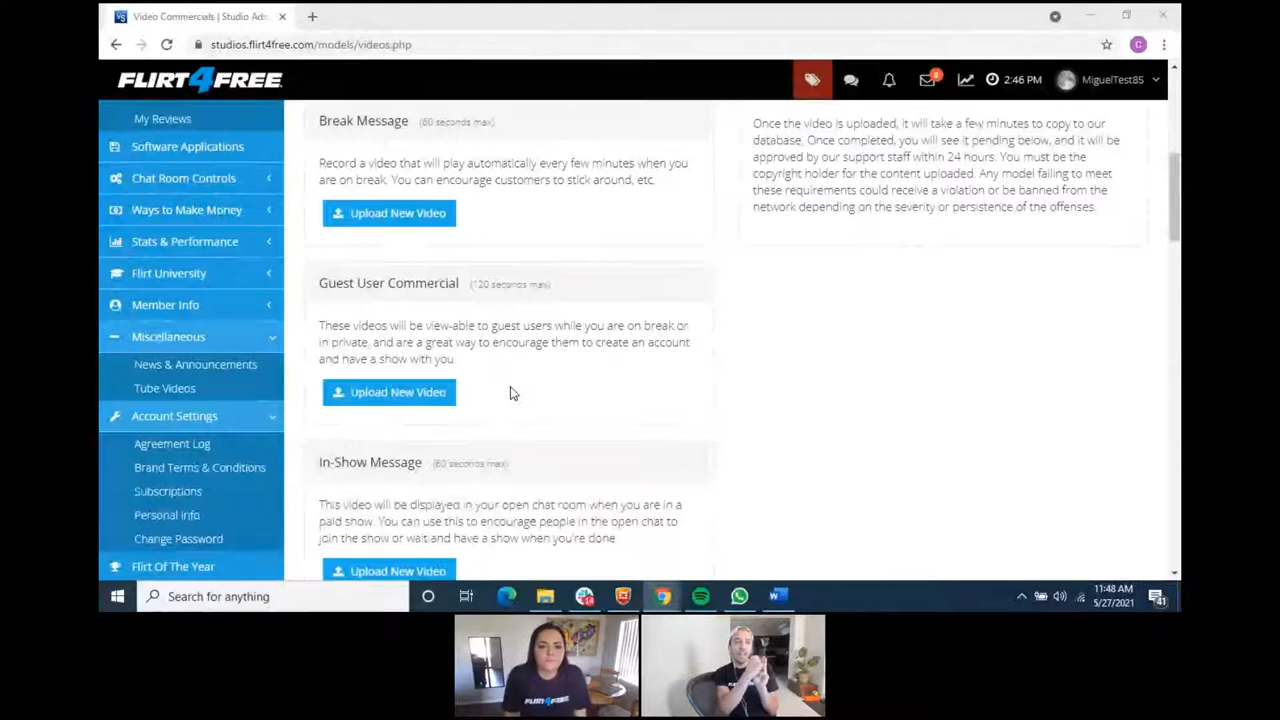 Video Commercials | Studio Adm
studios.flirt4free.com/models/videos.php
FLIRT4FREE
2:46 PM
MiguelTest85
My Reviews
Software Applications
Chat Room Controls
Ways to Make Money
Stats & Performance
Flirt University
Member Info
Miscellaneous
News & Announcements
Tube Videos
Account Settings
Agreement Log
Brand Terms & Conditions
Subscriptions
Personal Info
Change Password
Flirt Of The Year
Break Message (60 seconds max)
Record a video that will play automatically every few minutes when you
are on break. You can encourage customers to stick around, etc.
Upload New Video
Guest User Commercial (120 seconds max)
These videos will be view-able to guest users while you are on break or
in private, and are a great way to encourage them to create an account
and have a show with you
Upload New Video
In-Show Message (60 seconds max)
This video will be displayed in your open chat room when you are in a
paid show. You can use this to encourage people in the open chat to
join the show or wait and have a show when you're done
Upload New Video
Once the video is uploaded, it will take a few minutes to copy to our
database. Once completed, you will see it pending below, and it will be
approved by our support staff within 24 hours. You must be the
copyright holder for the content uploaded. Any model failing to meet
these requirements could receive a violation or be banned from the
network depending on the severity or persistence of the offenses.
Search for anything
11:48 AM
5/27/2021
41
FLIRT4FREE
FLIRT4FREE